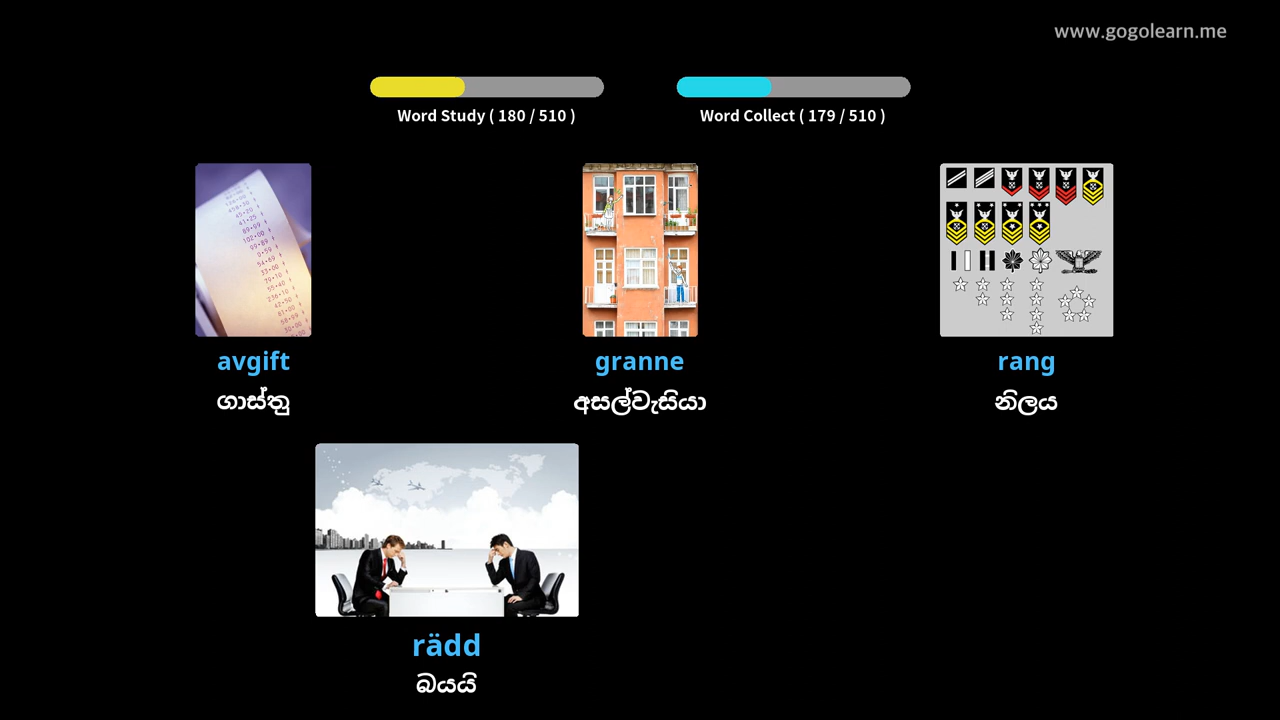 www.gogolearn.me
Word Study ( 180 / 510 )
Word Collect ( 179 / 510 )
avgift
ගාස්තු
granne
අසල්වැසියා
rang
නිලය
rädd
බයයි